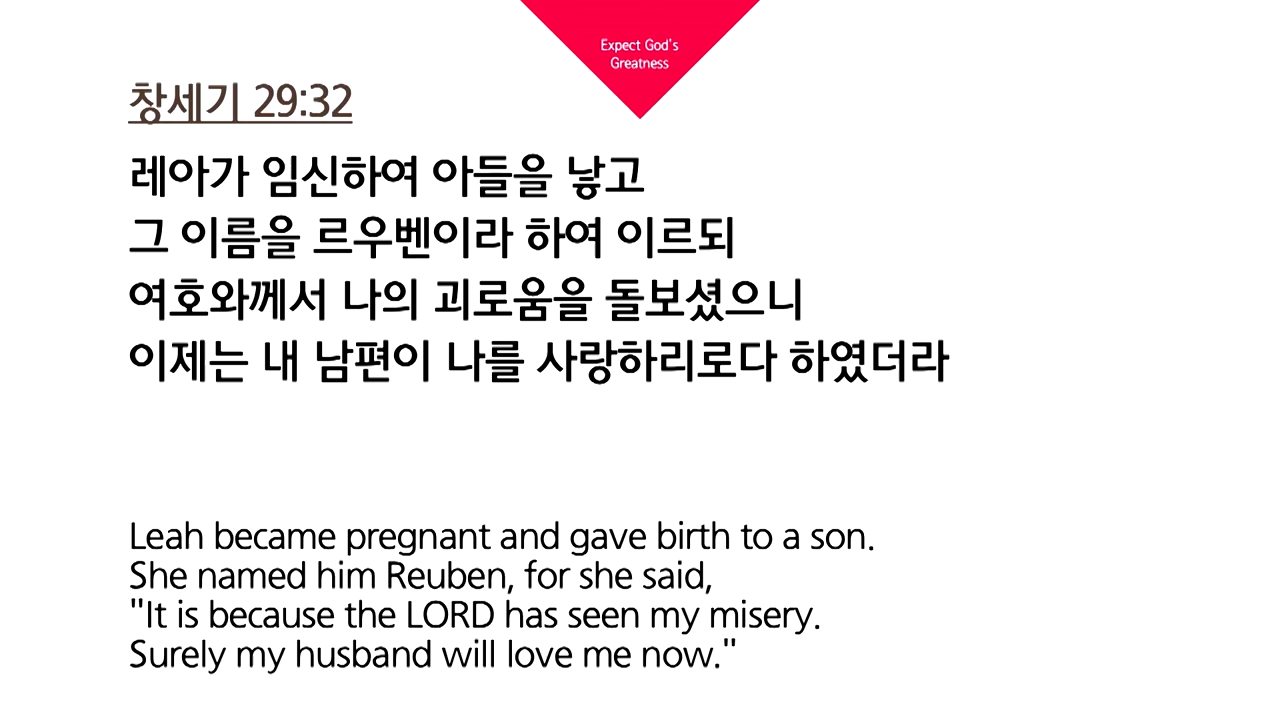 Expect God's
Greatness
창세기 29:32
레아가 임신하여 아들을 낳고
그 이름을 르우벤이라 하여 이르되
여호와께서 나의 괴로움을 돌보셨으니
이제는 내 남편이 나를 사랑하리로다 하였더라
Leah became pregnant and gave birth to a son.
She named him Reuben, for she said,
"It is because the LORD has seen my misery.
Surely my husband will love me now."